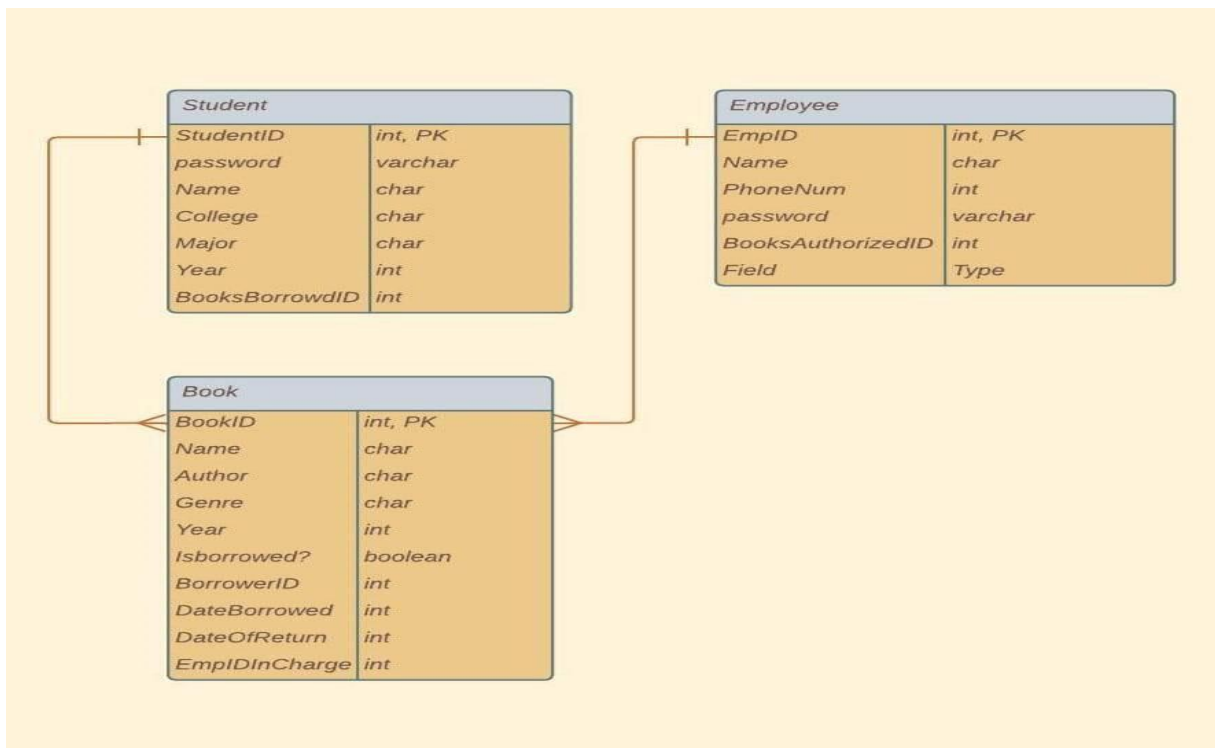 Student
StudentID int, PK
password varchar
Name char
College char
Major char
Year int
BooksBorrowdID int
Employee
EmpID int, PK
Name char
PhoneNum int
password varchar
BooksAuthorizedID int
Field Type
Book
BookID int, PK
Name char
Author char
Genre char
Year int
Isborrowed? boolean
BorrowerID int
DateBorrowed int
DateOfReturn int
EmpIDInCharge int